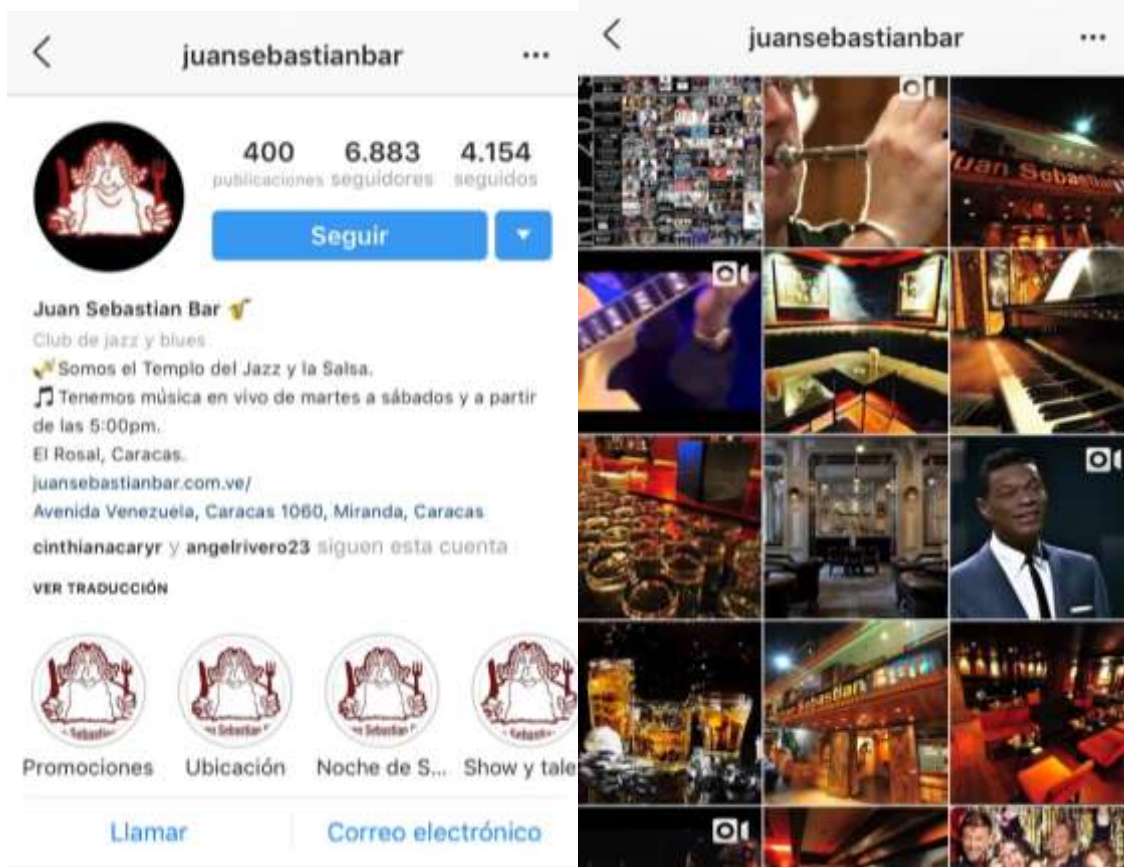 juansebastianbar
...
400 6.883 4.154
publicaciones seguidores seguidos
Seguir
Juan Sebastian Bar 🎷
Club de jazz y blues
🎺Somos el Templo del Jazz y la Salsa.
🎵Tenemos música en vivo de martes a sábados y a partir
de las 5:00pm.
El Rosal, Caracas.
juansebastianbar.com.ve/
Avenida Venezuela, Caracas 1060, Miranda, Caracas
cinthianacaryr y angelrivero23 siguen esta cuenta
VER TRADUCCIÓN
Promociones Ubicación Noche de S... Show y tale
Llamar Correo electrónico
juansebastianbar
...
Juan Sebastian
Juan Sebastian